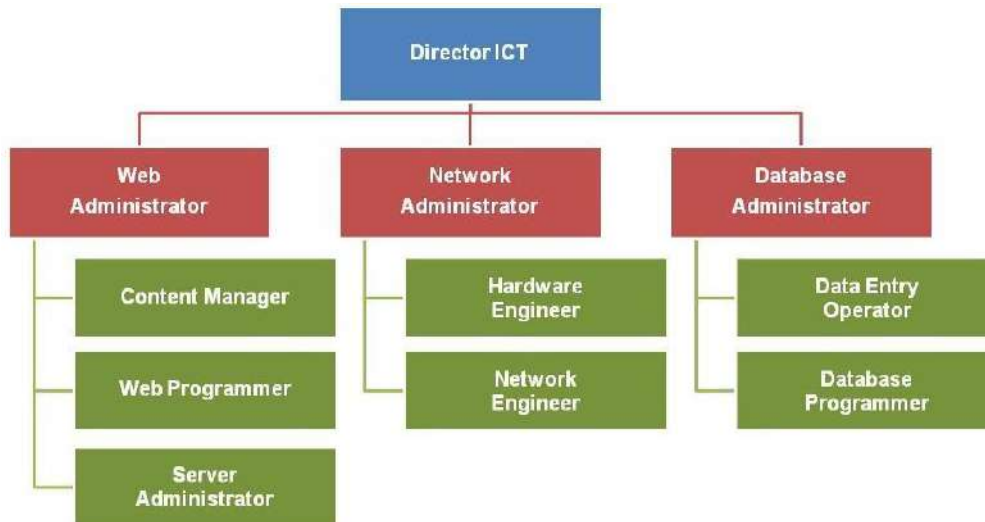 Director ICT
Web
Administrator
Network
Administrator
Database
Administrator
Content Manager
Web Programmer
Server
Administrator
Hardware
Engineer
Network
Engineer
Data Entry
Operator
Database
Programmer